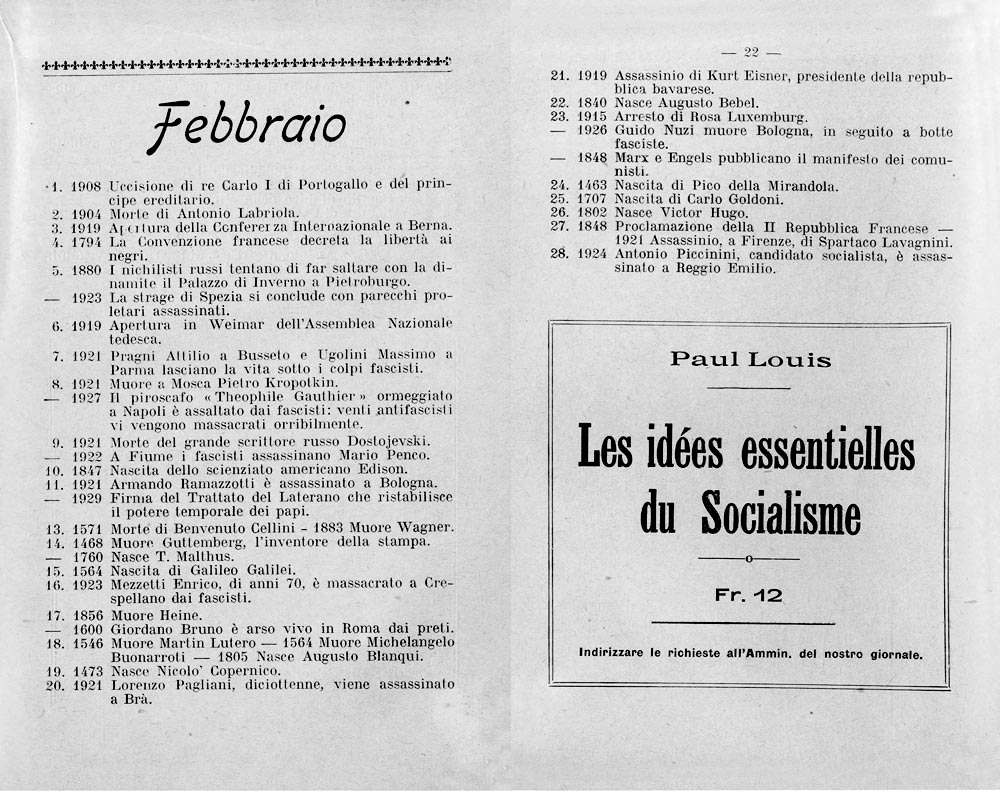 Febbraio
1. 1908 Uccisione di re Carlo I di Portogallo e del prin-
cipe ereditario.
2. 1904 Morte di Antonio Labriola.
3. 1919 Apertura della Conferenza Internazionale a Berna.
4. 1794 La Convenzione francese decreta la libertà ai
negri.
5. 1880 I nichilisti russi tentano di far saltare con la di-
namite il Palazzo di Inverno a Pietroburgo.
— 1923 La strage di Spezia si conclude con parecchi pro-
letari assassinati.
6. 1919 Apertura in Weimar dell'Assemblea Nazionale
tedesca.
7. 1921 Pragni Attilio a Busseto e Ugolini Massimo a
Parma lasciano la vita sotto i colpi fascisti.
8. 1921 Muore a Mosca Pietro Kropotkin.
— 1927 Il piroscafo « Theophile Gauthier » ormeggiato
a Napoli è assaltato dai fascisti: venti antifascisti
vi vengono massacrati orribilmente.
9. 1921 Morte del grande scrittore russo Dostojevski.
— 1922 A Fiume i fascisti assassinano Mario Penco.
10. 1847 Nascita dello scienziato americano Edison.
11. 1921 Armando Ramazzotti è assassinato a Bologna.
— 1929 Firma del Trattato del Laterano che ristabilisce
il potere temporale dei papi.
13. 1571 Morte di Benvenuto Cellini - 1883 Muore Wagner.
14. 1468 Muore Guttemberg, l'inventore della stampa.
— 1760 Nasce T. Malthus.
15. 1564 Nascita di Galileo Galilei.
16. 1923 Mezzetti Enrico, di anni 70, è massacrato a Cre-
spellano dai fascisti.
17. 1856 Muore Heine.
— 1600 Giordano Bruno è arso vivo in Roma dai preti.
18. 1546 Muore Martin Lutero — 1564 Muore Michelangelo
Buonarroti — 1805 Nasce Augusto Blanqui.
19. 1473 Nasce Nicolo' Copernico.
20. 1921 Lorenzo Pagliani, diciottenne, viene assassinato
a Brà.
— 22 —
21. 1919 Assassinio di Kurt Eisner, presidente della repub-
blica bavarese.
22. 1840 Nasce Augusto Bebel.
23. 1915 Arresto di Rosa Luxemburg.
— 1926 Guido Nuzi muore Bologna, in seguito a botte
fasciste.
— 1848 Marx e Engels pubblicano il manifesto dei comu-
nisti.
24. 1463 Nascita di Pico della Mirandola.
25. 1707 Nascita di Carlo Goldoni.
26. 1802 Nasce Victor Hugo.
27. 1848 Proclamazione della II Repubblica Francese —
1921 Assassinio, a Firenze, di Spartaco Lavagnini.
28. 1924 Antonio Piccinini, candidato socialista, è assas-
sinato a Reggio Emilio.
Paul Louis
Les idées essentielles
du Socialisme
Fr. 12
Indirizzare le richieste all'Ammin. del nostro giornale.